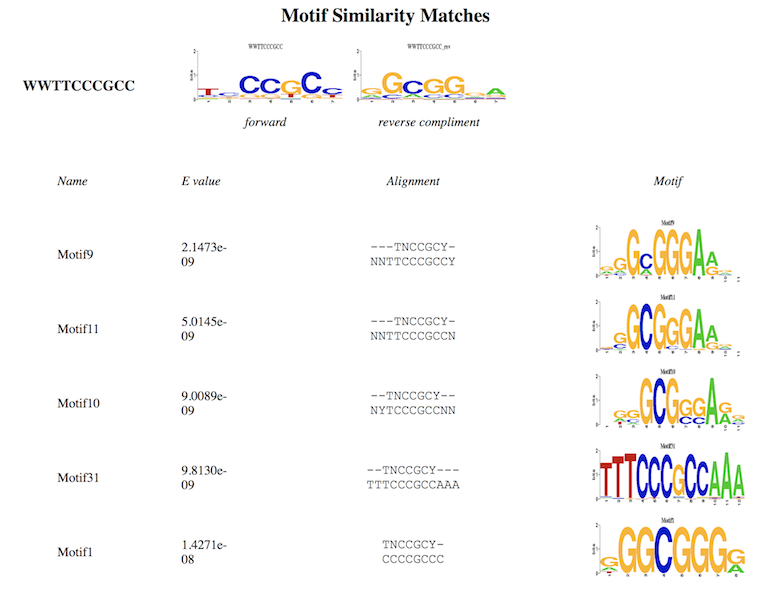 Motif Similarity Matches
WWTTCCCGCC
WWTTCCCGCC
WWTTCCCGCC_rev
forward
reverse compliment
Name E value Alignment Motif
Motif9
2.1473e-
09
---TNCCGCY-
NNTTCCCGCCY
Motif9
Motif11
5.0145e-
09
---TNCCGCY-
NNTTCCCGCCN
Motif11
Motif10
9.0089e-
09
--TNCCGCY--
NYTCCCGCCNN
Motif10
Motif31
9.8130e-
09
--TNCCGCY---
TTTCCCGCCAAA
Motif31
TTTCCCGCCAAA
Motif1
1.4271e-
08
TNCCGCY-
CCCCGCCC
Motif1
GGGCGGGG